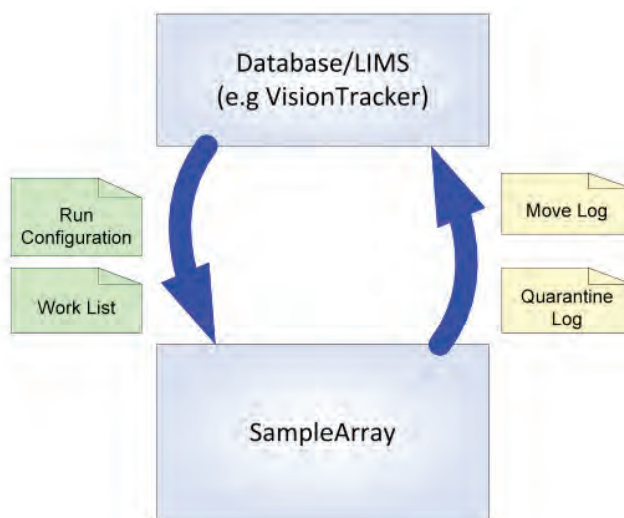 Database/LIMS
(e.g VisionTracker)
Run
Configuration
Work List
Move Log
Quarantine
Log
SampleArray